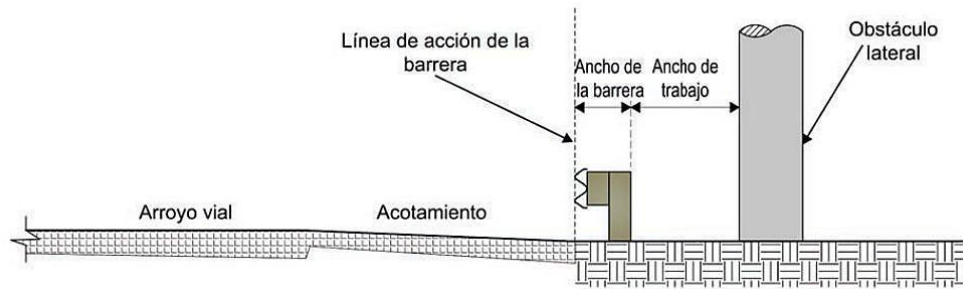 Línea de acción de la
barrera
Ancho de
la barrera
Ancho de
trabajo
Obstáculo
lateral
Arroyo vial
Acotamiento